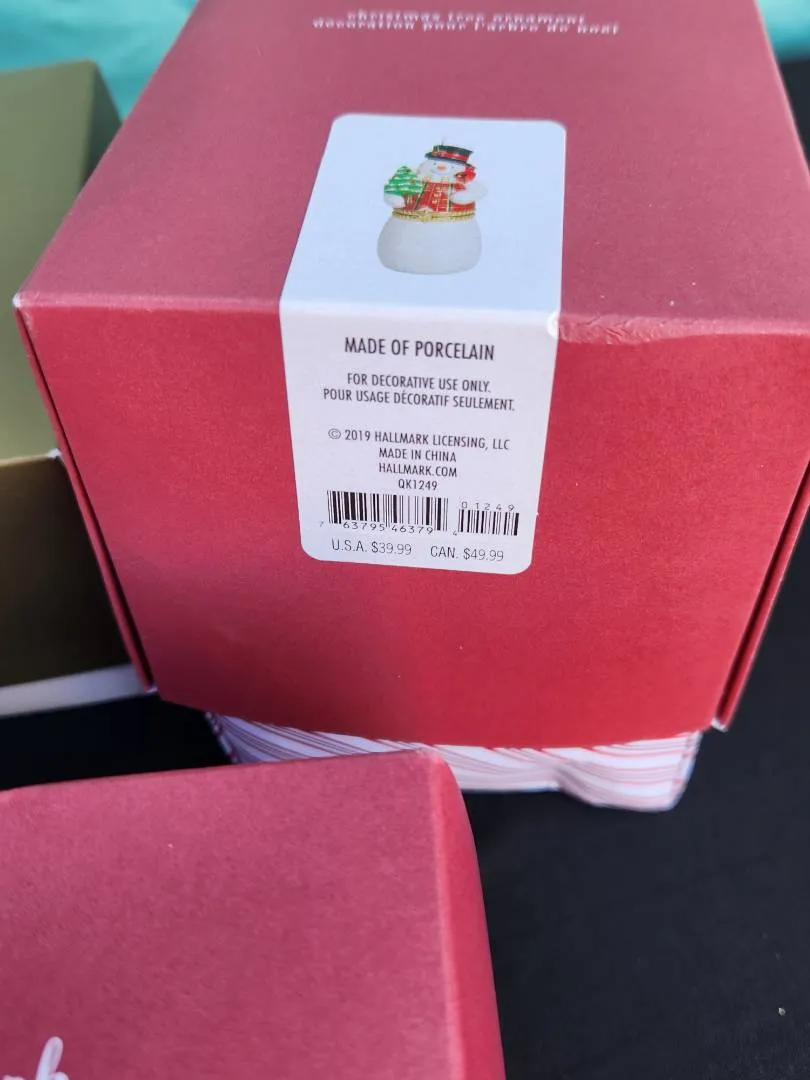 christmas tree ornament
décoration pour l'arbre de noël
MADE OF PORCELAIN
FOR DECORATIVE USE ONLY.
POUR USAGE DÉCORATIF SEULEMENT.
© 2019 HALLMARK LICENSING, LLC
MADE IN CHINA
HALLMARK.COM
QK1249
01249
7 63795 46379 4
U.S.A. $39.99 CAN. $49.99